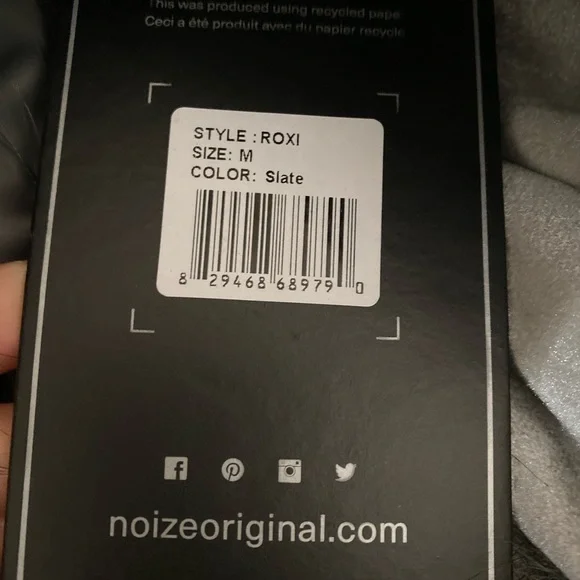 This was produced using recycled pape
Ceci a été produit avec du papier recycle
STYLE : ROXI
SIZE: M
COLOR: Slate
8 29468 68979 0
noizeoriginal.com